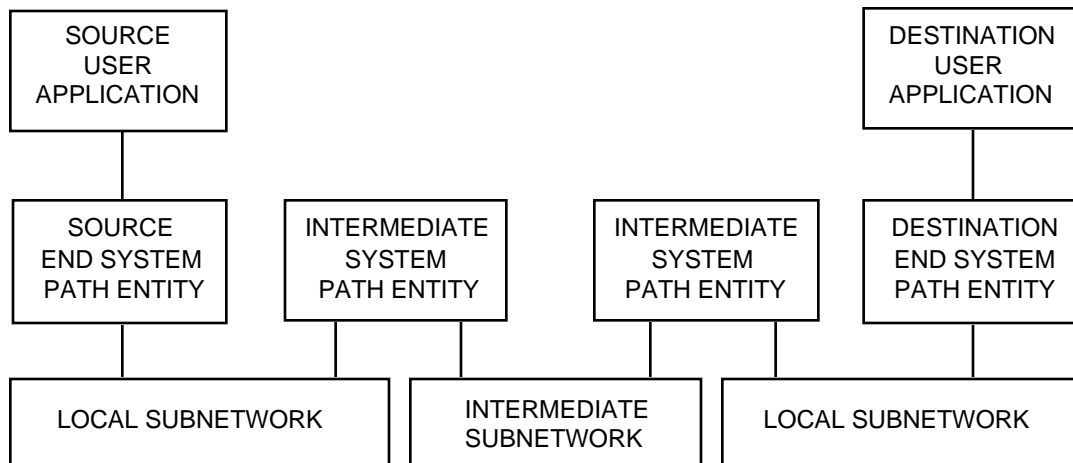 SOURCE
USER
APPLICATION
DESTINATION
USER
APPLICATION
SOURCE
END SYSTEM
PATH ENTITY
INTERMEDIATE
SYSTEM
PATH ENTITY
INTERMEDIATE
SYSTEM
PATH ENTITY
DESTINATION
END SYSTEM
PATH ENTITY
LOCAL SUBNETWORK
INTERMEDIATE
SUBNETWORK
LOCAL SUBNETWORK